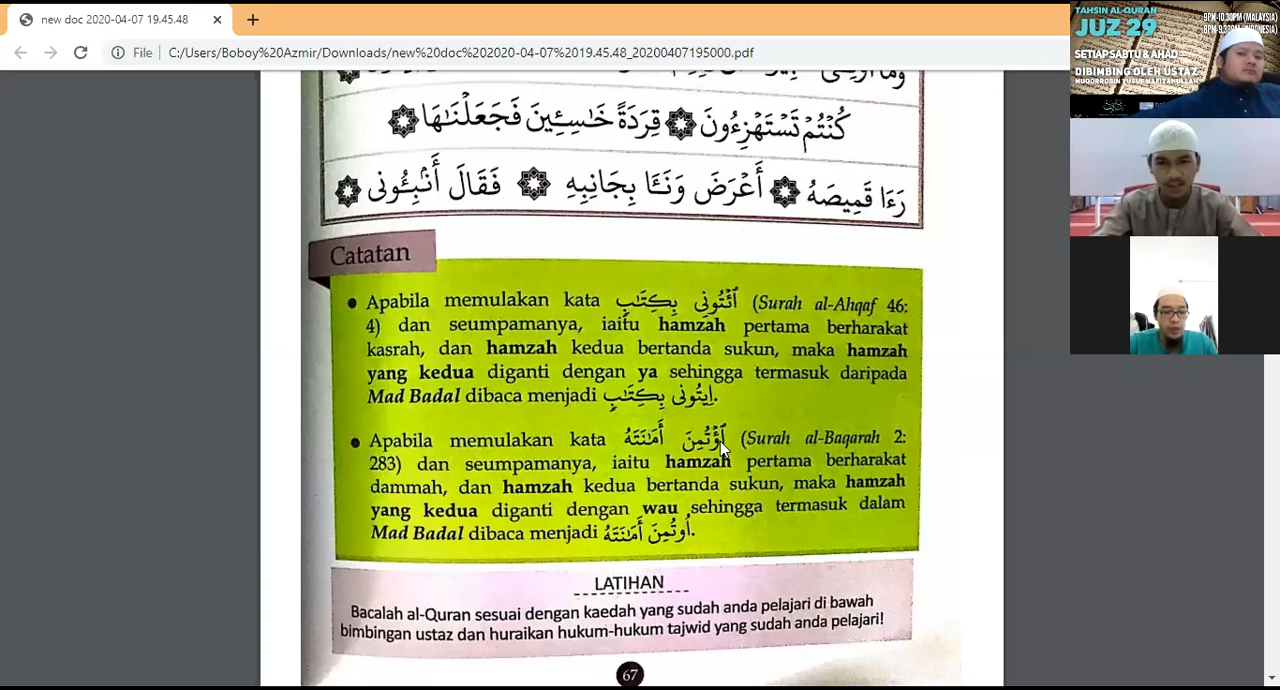 new doc 2020-04-07 19.45.48
File
C:/Users/Boboy%20Azmir/Downloads/new%20doc%202020-04-07%2019.45.48_20200407195000.pdf
TAHSIN AL-QURAN
JUZ 29
9PM-10.30PM (MALAYSIA)
SETIAP SABTU & AHAD
DIBIMBING OLEH USTAZ
كُنْتُمْ تَسْتَهْزِءُونَ ۞ قِرَدَةً خَٰسِـِٔينَ فَجَعَلْنَٰهَا ۞
رَءَا قَمِيصَهُ ۞ أَعْرَضَ وَنَـَٔا بِجَانِبِهِ ۞ فَقَالَ أَنْبِـُٔونِى ۞
Catatan
● Apabila memulakan kata ٱئْتُونِى بِكِتَٰبٍ (Surah al-Ahqaf 46:
4) dan seumpamanya, iaitu hamzah pertama berharakat
kasrah, dan hamzah kedua bertanda sukun, maka hamzah
yang kedua diganti dengan ya sehingga termasuk daripada
Mad Badal dibaca menjadi اِيتُونِى بِكِتَٰبٍ.
● Apabila memulakan kata ٱؤْتُمِنَ أَمَٰنَتَهُ (Surah al-Baqarah 2:
283) dan seumpamanya, iaitu hamzah pertama berharakat
dammah, dan hamzah kedua bertanda sukun, maka hamzah
yang kedua diganti dengan wau sehingga termasuk dalam
Mad Badal dibaca menjadi اُوتُمِنَ أَمَٰنَتَهُ.
LATIHAN
Bacalah al-Quran sesuai dengan kaedah yang sudah anda pelajari di bawah
bimbingan ustaz dan huraikan hukum-hukum tajwid yang sudah anda pelajari!
67